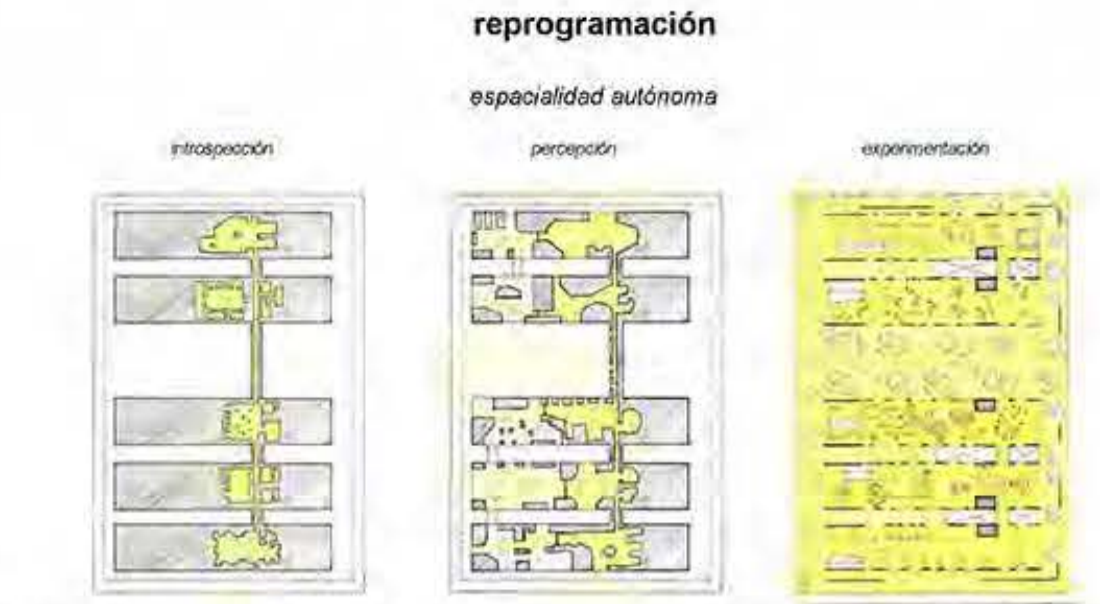 reprogramación
espacialidad autónoma
introspección
percepción
experimentación